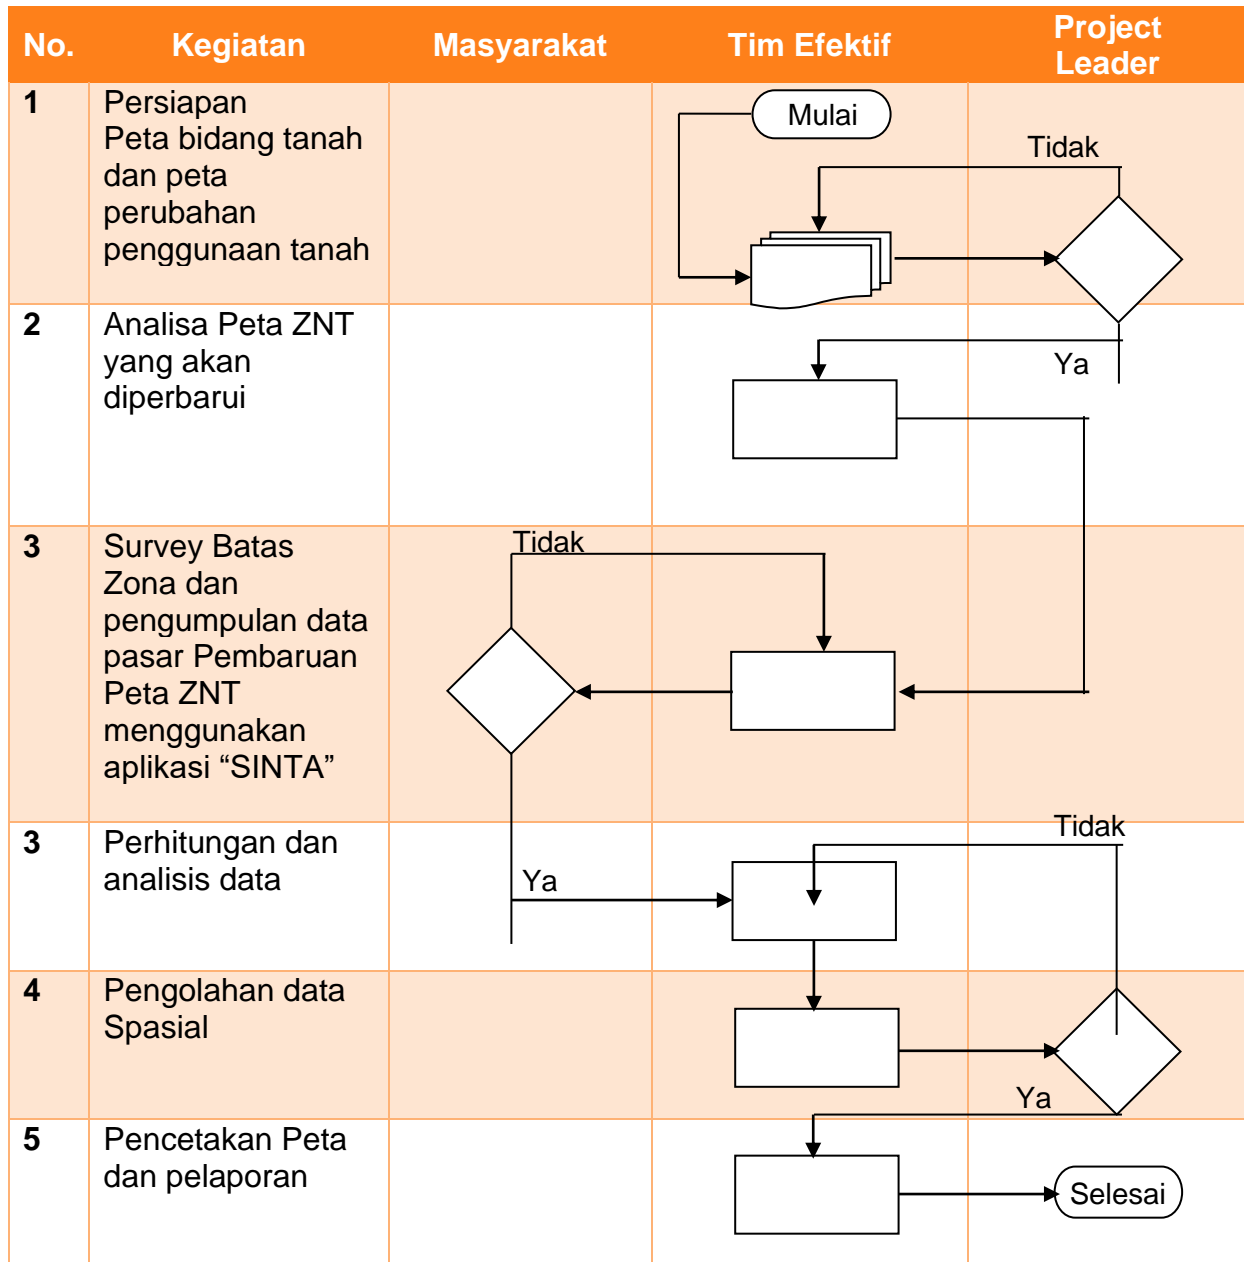 No.
Kegiatan
Masyarakat
Tim Efektif
Project
Leader
1
Persiapan
Peta bidang tanah
dan peta
perubahan
penggunaan tanah
Mulai
Tidak
2
Analisa Peta ZNT
yang akan
diperbarui
Ya
3
Survey Batas
Zona dan
pengumpulan data
pasar Pembaruan
Peta ZNT
menggunakan
aplikasi “SINTA”
Tidak
3
Perhitungan dan
analisis data
Ya
Tidak
4
Pengolahan data
Spasial
Ya
5
Pencetakan Peta
dan pelaporan
Selesai